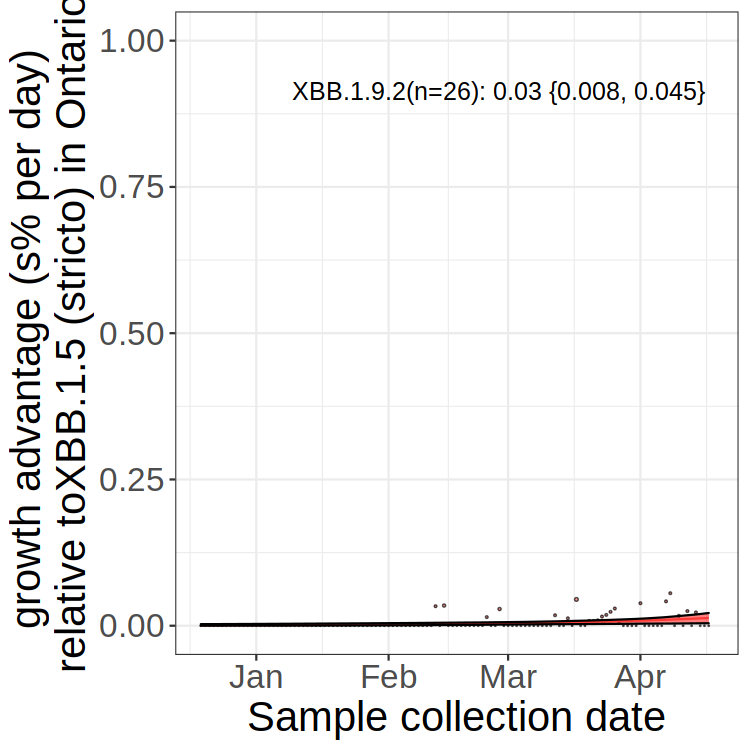 growth advantage (s% per day)
relative toXBB.1.5 (stricto) in Ontario
1.00
0.75
0.50
0.25
0.00
XBB.1.9.2(n=26): 0.03 {0.008, 0.045}
Jan Feb Mar Apr
Sample collection date